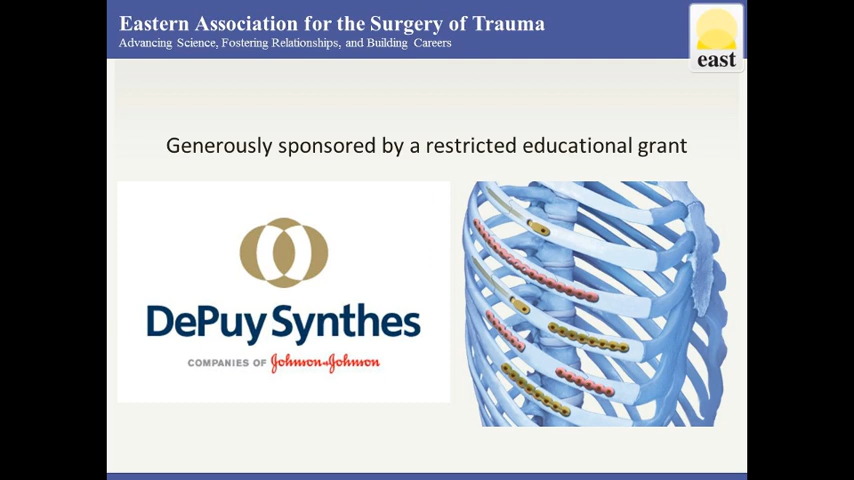 Eastern Association for the Surgery of Trauma
Advancing Science, Fostering Relationships, and Building Careers
east
Generously sponsored by a restricted educational grant
DePuy Synthes
COMPANIES OF Johnson & Johnson